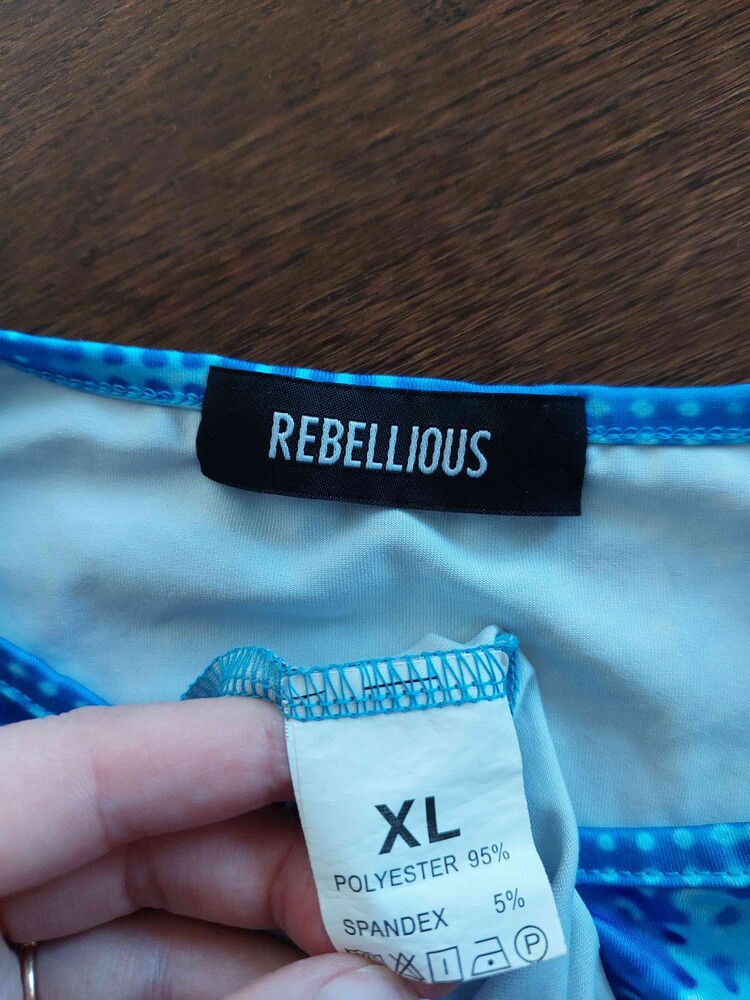 REBELLIOUS
XL
POLYESTER 95%
SPANDEX 5%
P